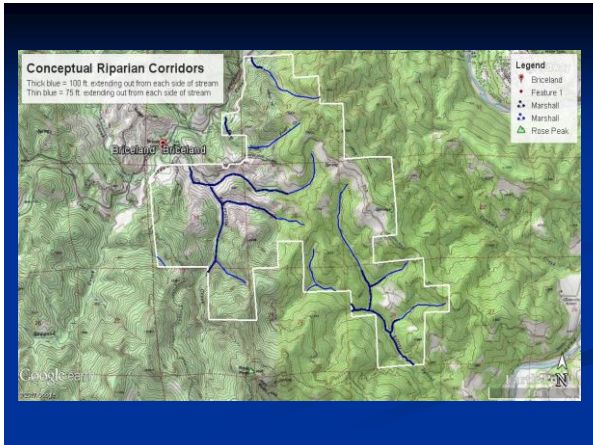 Conceptual Riparian Corridors
Thick blue = 100 ft. extending out from each side of stream
Thin blue = 75 ft. extending out from each side of stream
Legend
Briceland
Feature 1
Marshall
Marshall
Rose Peak
Briceland Briceland
Google earth
N